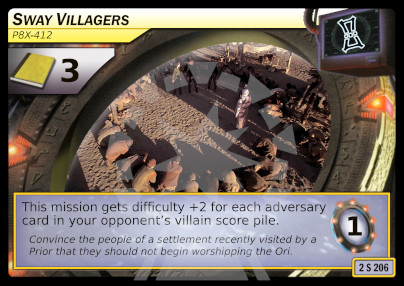 SWAY VILLAGERS
P8X-412
3
This mission gets difficulty +2 for each adversary
card in your opponent's villain score pile.
Convince the people of a settlement recently visited by a
Prior that they should not begin worshipping the Ori.
1
2 S 206